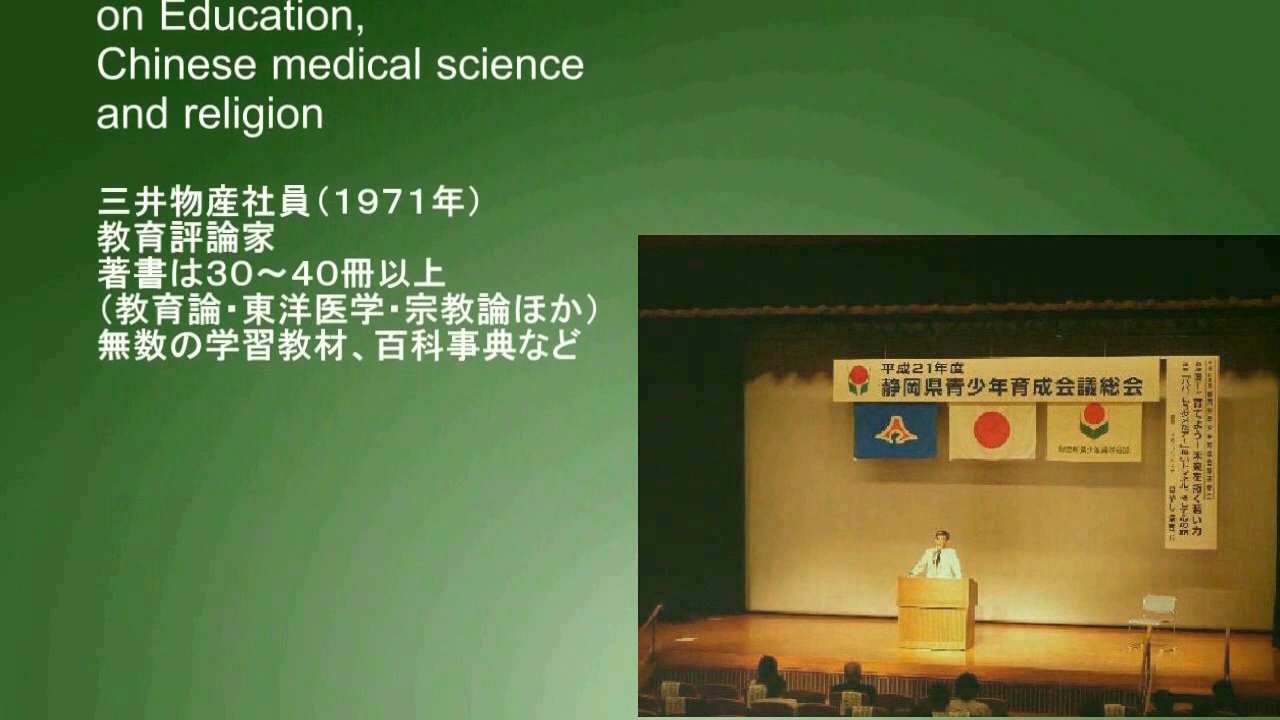 on Education,
Chinese medical science
and religion
三井物産社員（１９７１年）
教育評論家
著書は３０～４０冊以上
（教育論・東洋医学・宗教論ほか）
無数の学習教材、百科事典など
平成21年度
静岡県青少年育成会議総会